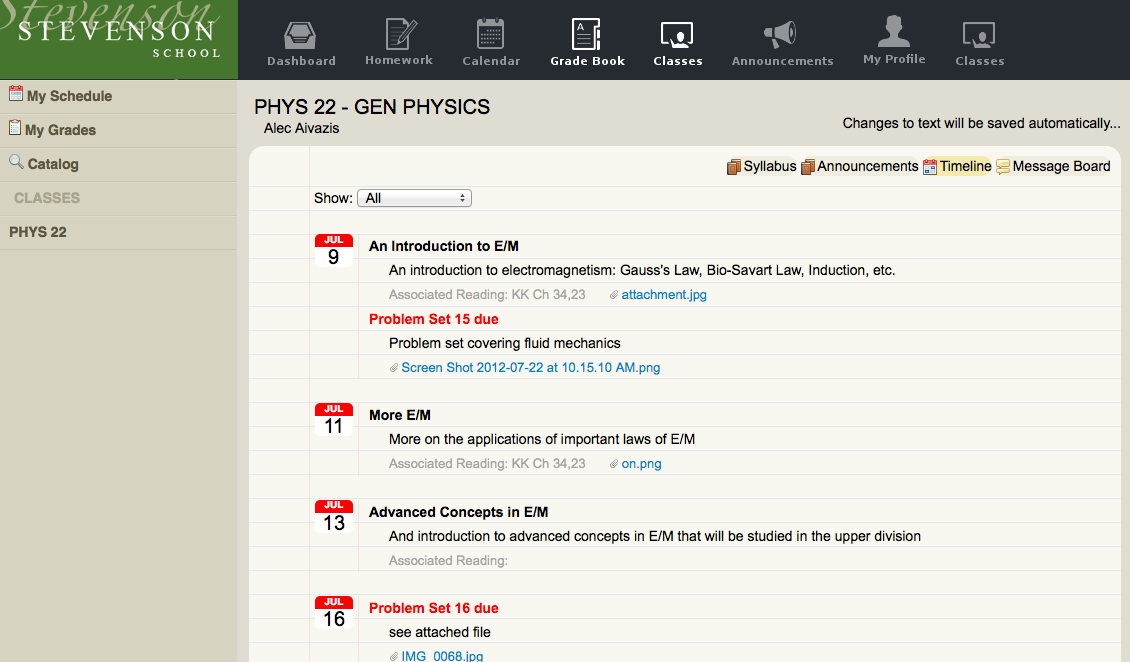 Stevenson
STEVENSON
SCHOOL
Dashboard
Homework
Calendar
Grade Book
Classes
Announcements
My Profile
Classes
My Schedule
My Grades
Catalog
CLASSES
PHYS 22
PHYS 22 - GEN PHYSICS
Alec Aivazis
Changes to text will be saved automatically...
Syllabus
Announcements
Timeline
Message Board
Show: All
JUL
9
An Introduction to E/M
An introduction to electromagnetism: Gauss's Law, Bio-Savart Law, Induction, etc.
Associated Reading: KK Ch 34,23 attachment.jpg
Problem Set 15 due
Problem set covering fluid mechanics
Screen Shot 2012-07-22 at 10.15.10 AM.png
JUL
11
More E/M
More on the applications of important laws of E/M
Associated Reading: KK Ch 34,23 on.png
JUL
13
Advanced Concepts in E/M
And introduction to advanced concepts in E/M that will be studied in the upper division
Associated Reading:
JUL
16
Problem Set 16 due
see attached file
IMG_0068.jpg